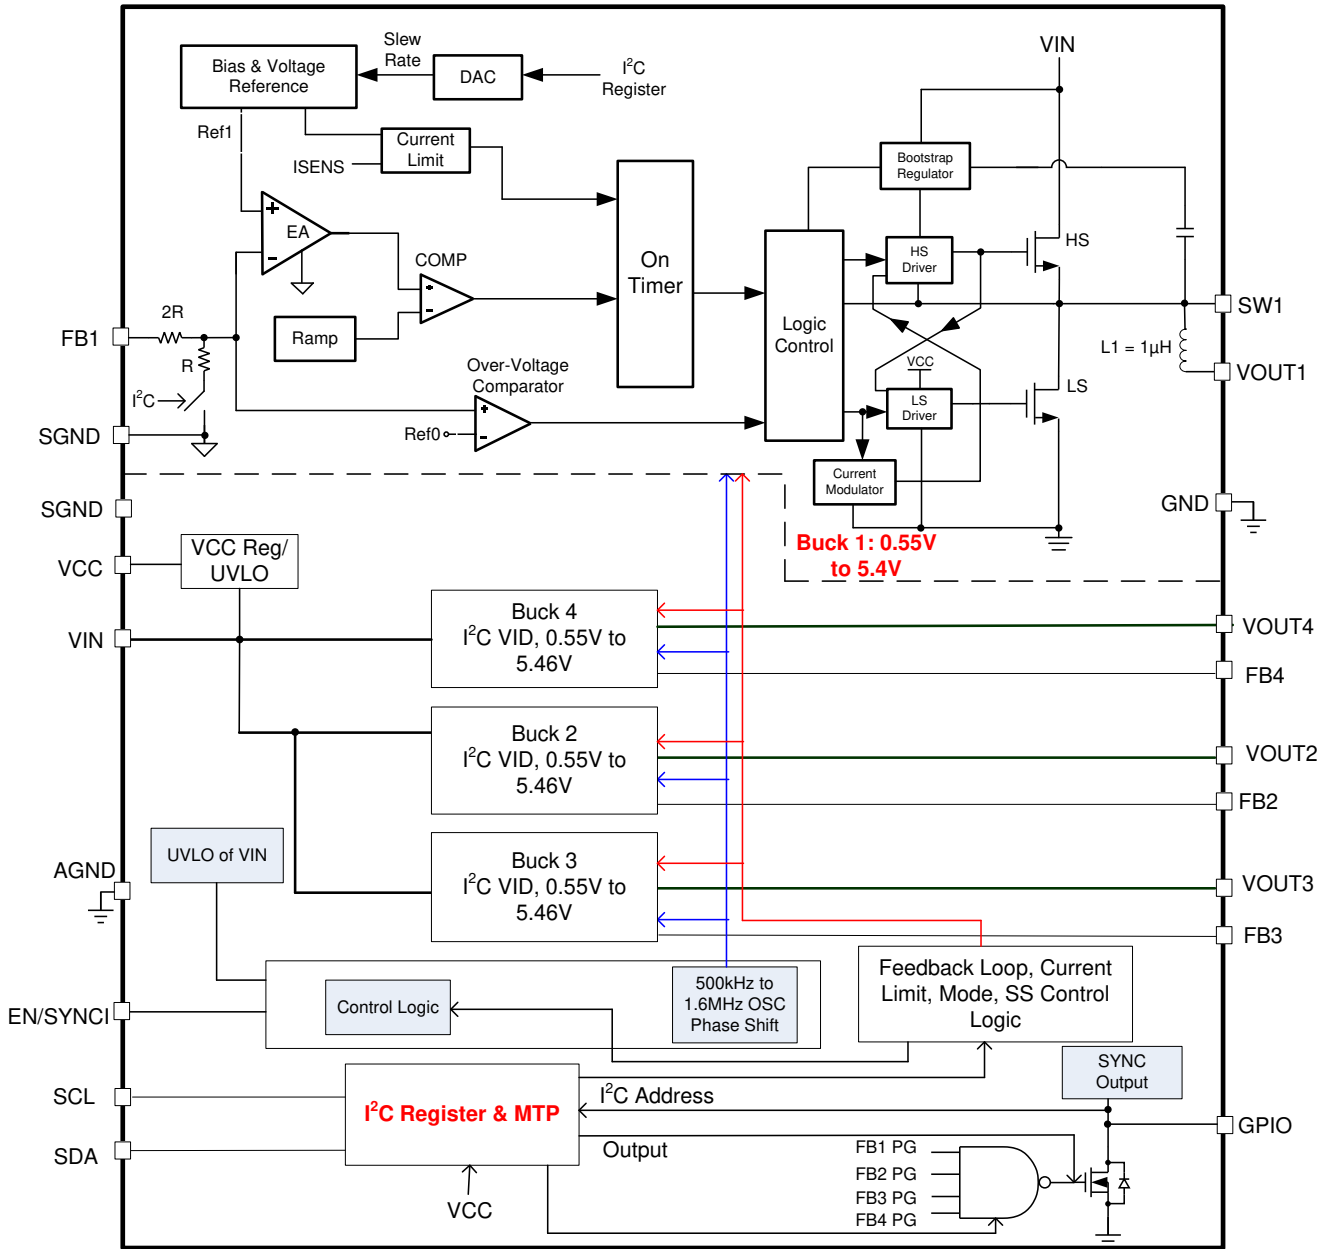 Slew
Rate
VIN
Bias & Voltage
Reference
DAC
I²C
Register
Ref1
Current
Limit
ISENS
Bootstrap
Regulator
+
EA
-
COMP
+
-
On
Timer
HS
Driver
HS
2R
FB1
R
Ramp
Logic
Control
SW1
L1 = 1µH
VOUT1
Over-Voltage
Comparator
VCC
I²C
LS
Driver
LS
+
-
Ref0
SGND
Current
Modulator
SGND
GND
Buck 1: 0.55V
to 5.4V
VCC
VCC Reg/
UVLO
VIN
Buck 4
I²C VID, 0.55V to
5.46V
VOUT4
FB4
Buck 2
I²C VID, 0.55V to
5.46V
VOUT2
FB2
UVLO of VIN
AGND
Buck 3
I²C VID, 0.55V to
5.46V
VOUT3
FB3
EN/SYNCI
Control Logic
500kHz to
1.6MHz OSC
Phase Shift
Feedback Loop, Current
Limit, Mode, SS Control
Logic
SYNC
Output
SCL
I²C Register & MTP
I²C Address
GPIO
SDA
Output
VCC
FB1 PG
FB2 PG
FB3 PG
FB4 PG